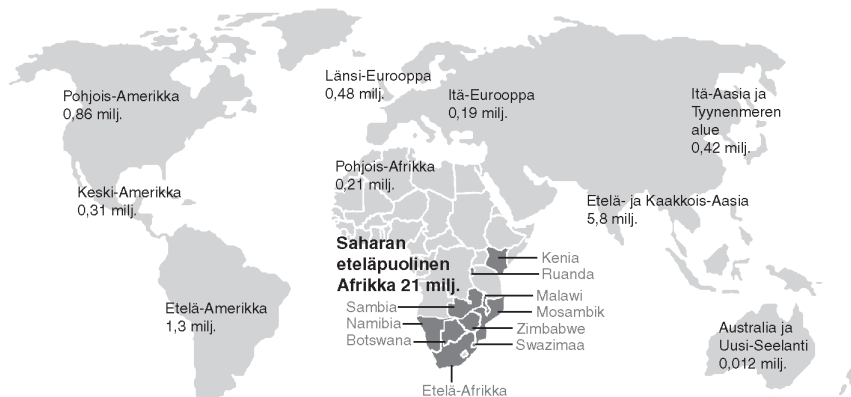 Pohjois-Amerikka
0,86 milj.
Länsi-Eurooppa
0,48 milj.
Itä-Eurooppa
0,19 milj.
Itä-Aasia ja
Tyynenmeren
alue
0,42 milj.
Keski-Amerikka
0,31 milj.
Pohjois-Afrikka
0,21 milj.
Etelä- ja Kaakkois-Aasia
5,8 milj.
Saharan
eteläpuolinen
Afrikka 21 milj.
Kenia
Ruanda
Malawi
Mosambik
Zimbabwe
Swazimaa
Sambia
Namibia
Botswana
Etelä-Afrikka
Etelä-Amerikka
1,3 milj.
Australia ja
Uusi-Seelanti
0,012 milj.